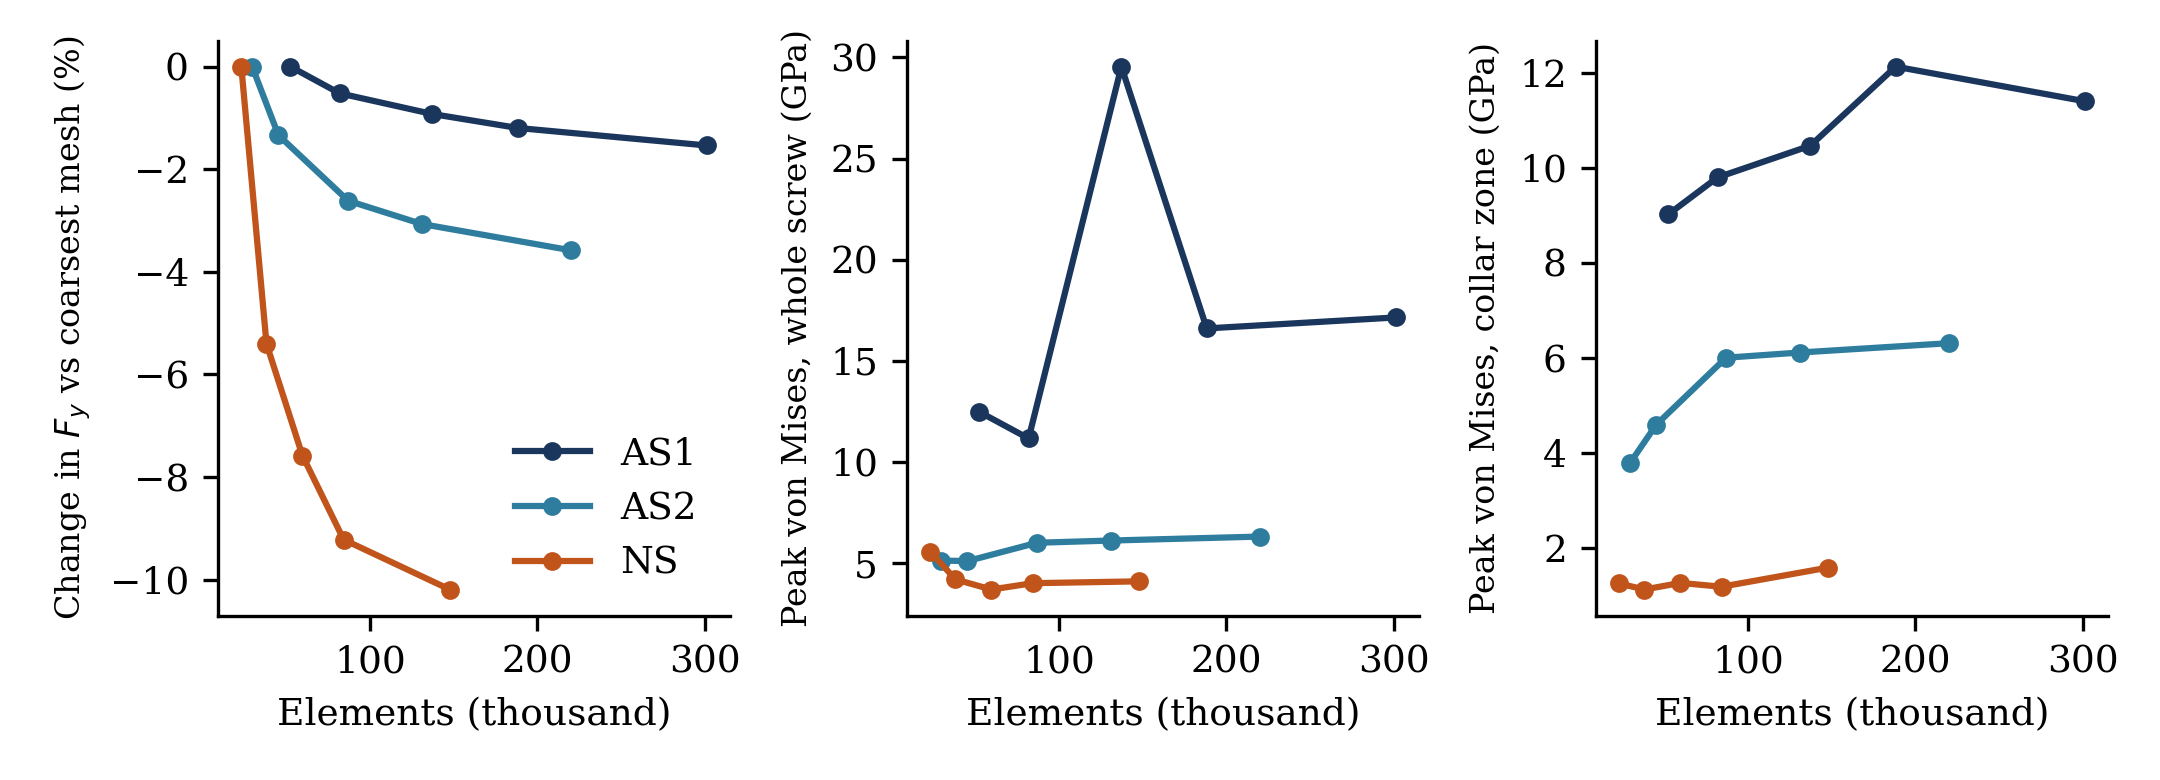 Change in F_y vs coarsest mesh (%)
0
−2
−4
−6
−8
−10
100 200 300
Elements (thousand)
AS1
AS2
NS
Peak von Mises, whole screw (GPa)
30
25
20
15
10
5
100 200 300
Elements (thousand)
Peak von Mises, collar zone (GPa)
12
10
8
6
4
2
100 200 300
Elements (thousand)